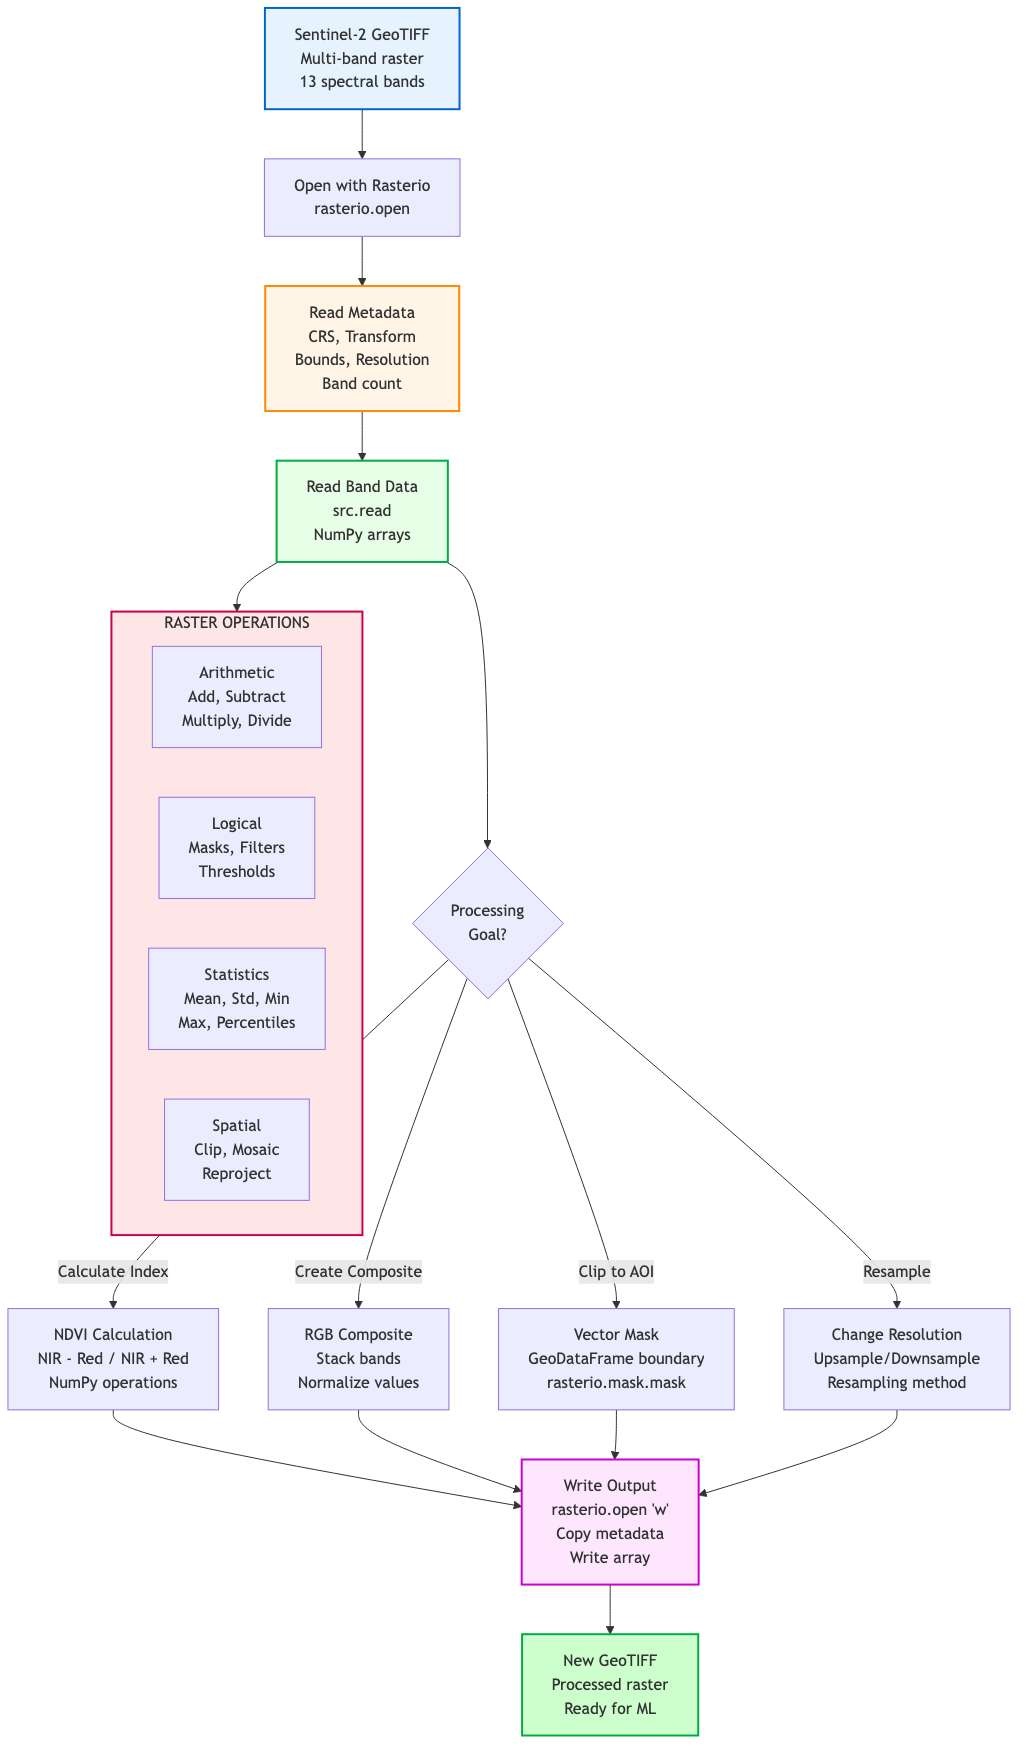 Sentinel-2 GeoTIFF
Multi-band raster
13 spectral bands
Open with Rasterio
rasterio.open
Read Metadata
CRS, Transform
Bounds, Resolution
Band count
Read Band Data
src.read
NumPy arrays
RASTER OPERATIONS
Arithmetic
Add, Subtract
Multiply, Divide
Logical
Masks, Filters
Thresholds
Statistics
Mean, Std, Min
Max, Percentiles
Spatial
Clip, Mosaic
Reproject
Processing
Goal?
Calculate Index
Create Composite
Clip to AOI
Resample
NDVI Calculation
NIR - Red / NIR + Red
NumPy operations
RGB Composite
Stack bands
Normalize values
Vector Mask
GeoDataFrame boundary
rasterio.mask.mask
Change Resolution
Upsample/Downsample
Resampling method
Write Output
rasterio.open 'w'
Copy metadata
Write array
New GeoTIFF
Processed raster
Ready for ML